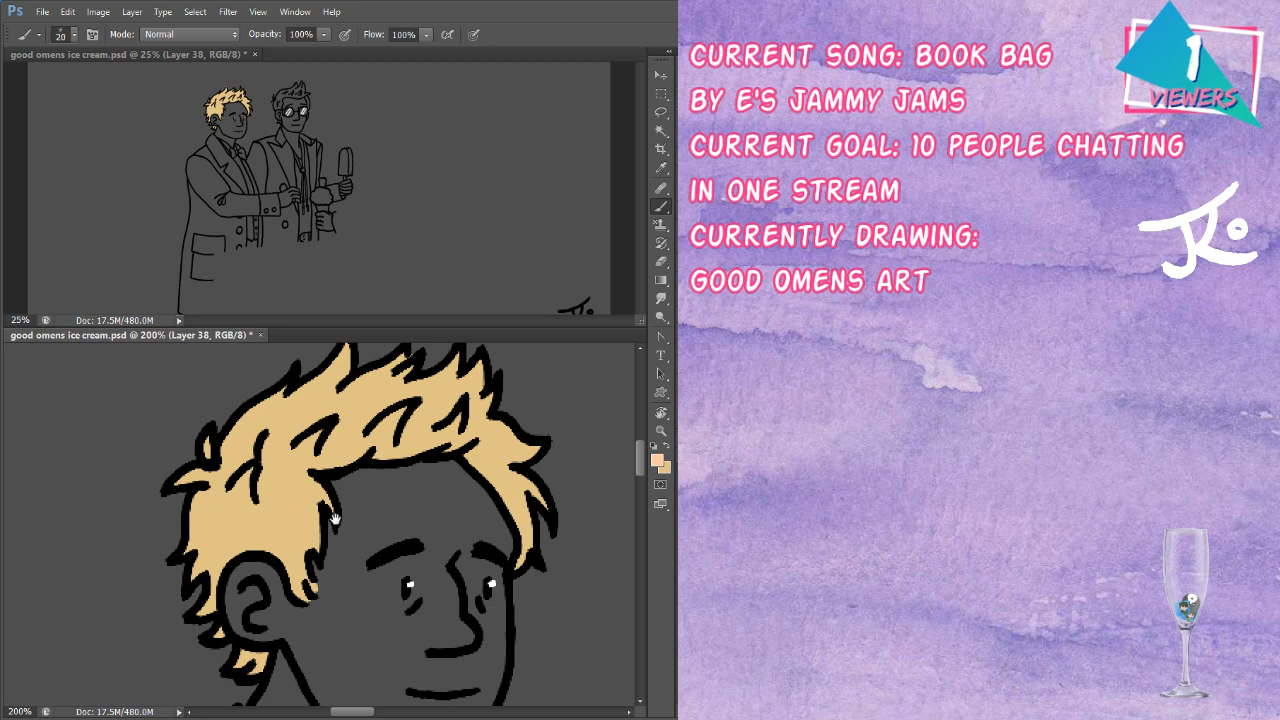 Ps File Edit Image Layer Type Select Filter View Window Help
20 Mode: Normal Opacity: 100% Flow: 100%
good omens ice cream.psd @ 25% (Layer 38, RGB/8) * ×
25% Doc: 17.5M/480.0M
good omens ice cream.psd @ 200% (Layer 38, RGB/8) * ×
200% Doc: 17.5M/480.0M
CURRENT SONG: BOOK BAG
BY E'S JAMMY JAMS
CURRENT GOAL: 10 PEOPLE CHATTING
IN ONE STREAM
CURRENTLY DRAWING:
GOOD OMENS ART
1
VIEWERS
JKo